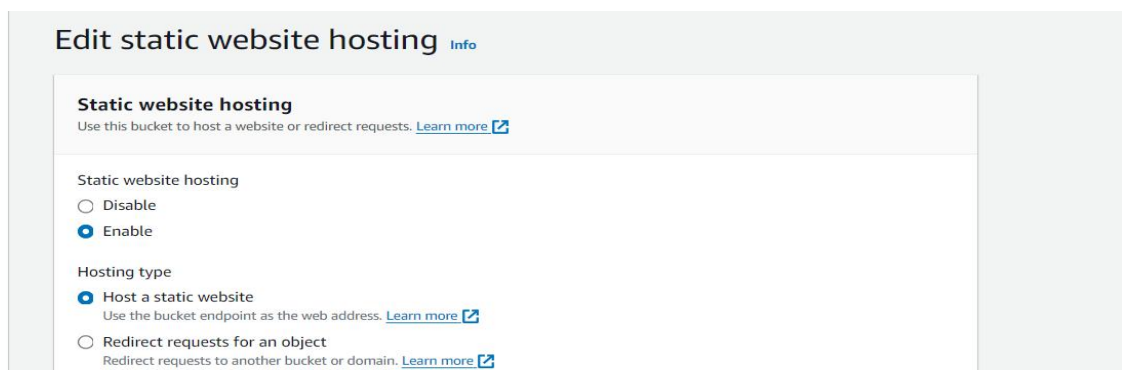 Edit static website hosting Info
Static website hosting
Use this bucket to host a website or redirect requests. Learn more
Static website hosting
Disable
Enable
Hosting type
Host a static website
Use the bucket endpoint as the web address. Learn more
Redirect requests for an object
Redirect requests to another bucket or domain. Learn more